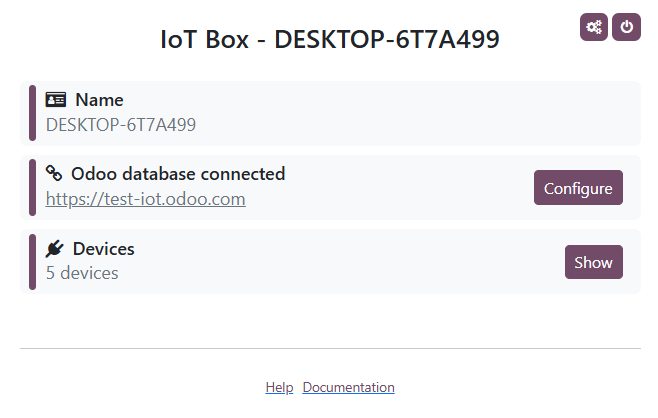 IoT Box - DESKTOP-6T7A499
Name
DESKTOP-6T7A499
Odoo database connected
https://test-iot.odoo.com
Configure
Devices
5 devices
Show
Help Documentation